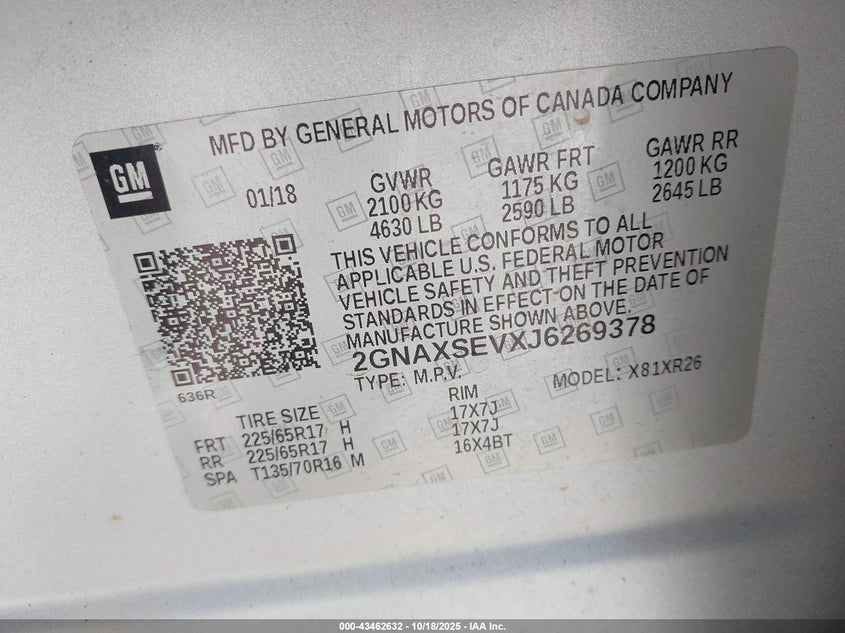 MFD BY GENERAL MOTORS OF CANADA COMPANY
GM
01/18
GVWR
2100 KG
4630 LB
GAWR FRT
1175 KG
2590 LB
GAWR RR
1200 KG
2645 LB
THIS VEHICLE CONFORMS TO ALL
APPLICABLE U.S. FEDERAL MOTOR
VEHICLE SAFETY AND THEFT PREVENTION
STANDARDS IN EFFECT ON THE DATE OF
MANUFACTURE SHOWN ABOVE.
2GNAXSEVXJ6269378
TYPE: M.P.V.
MODEL: X81XR26
636R
TIRE SIZE
RIM
FRT 225/65R17 H 17X7J
RR 225/65R17 H 17X7J
SPA T135/70R16 M 16X4BT
000-43462632 - 10/18/2025 - IAA Inc.